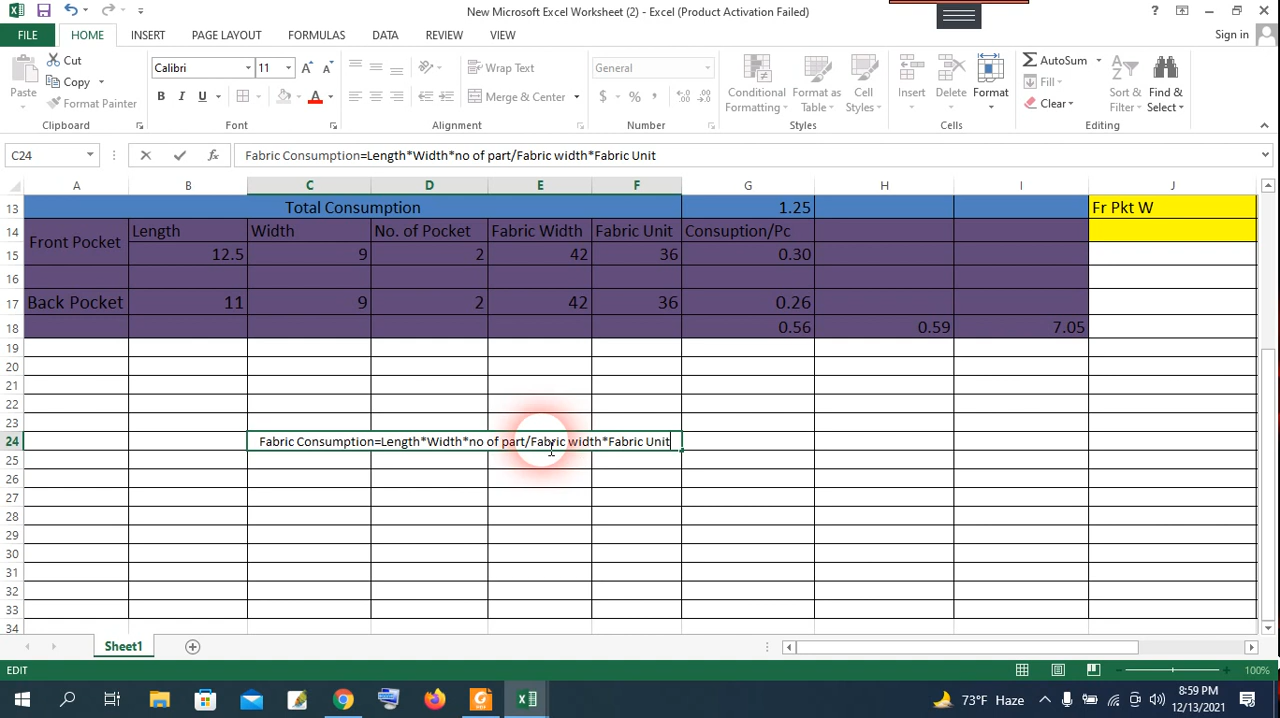 New Microsoft Excel Worksheet (2) - Excel (Product Activation Failed)
FILE HOME INSERT PAGE LAYOUT FORMULAS DATA REVIEW VIEW Sign in
Paste Cut Copy Format Painter
Calibri 11
B I U A
Wrap Text
Merge & Center
General
$ % ,
Conditional Formatting Format as Table Cell Styles
Insert Delete Format
AutoSum Fill Clear
Sort & Filter Find & Select
Clipboard Font Alignment Number Styles Cells Editing
C24 fx Fabric Consumption=Length*Width*no of part/Fabric width*Fabric Unit
A B C D E F G H I J
13 Total Consumption 1.25 Fr Pkt W
14 Front Pocket Length Width No. of Pocket Fabric Width Fabric Unit Consuption/Pc
15 12.5 9 2 42 36 0.30
16
17 Back Pocket 11 9 2 42 36 0.26
18 0.56 0.59 7.05
19
20
21
22
23
24 Fabric Consumption=Length*Width*no of part/Fabric width*Fabric Unit
25
26
27
28
29
30
31
32
33
34
Sheet1
EDIT 100%
73°F Haze 8:59 PM
12/13/2021